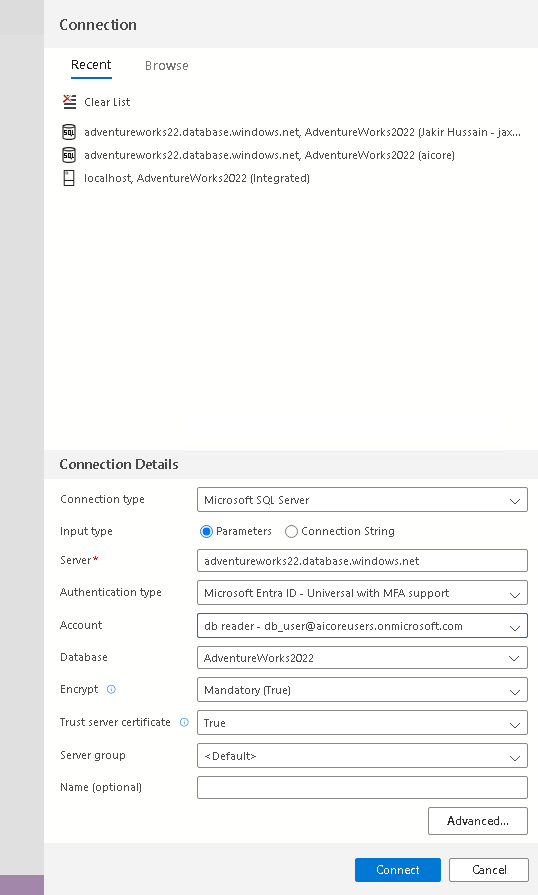 Connection
Recent Browse
Clear List
adventureworks22.database.windows.net, AdventureWorks2022 (Jakir Hussain - jax...
adventureworks22.database.windows.net, AdventureWorks2022 (aicore)
localhost, AdventureWorks2022 (Integrated)
Connection Details
Connection type Microsoft SQL Server
Input type Parameters Connection String
Server* adventureworks22.database.windows.net
Authentication type Microsoft Entra ID - Universal with MFA support
Account db reader - db_user@aicoreusers.onmicrosoft.com
Database AdventureWorks2022
Encrypt Mandatory (True)
Trust server certificate True
Server group <Default>
Name (optional)
Advanced...
Connect Cancel